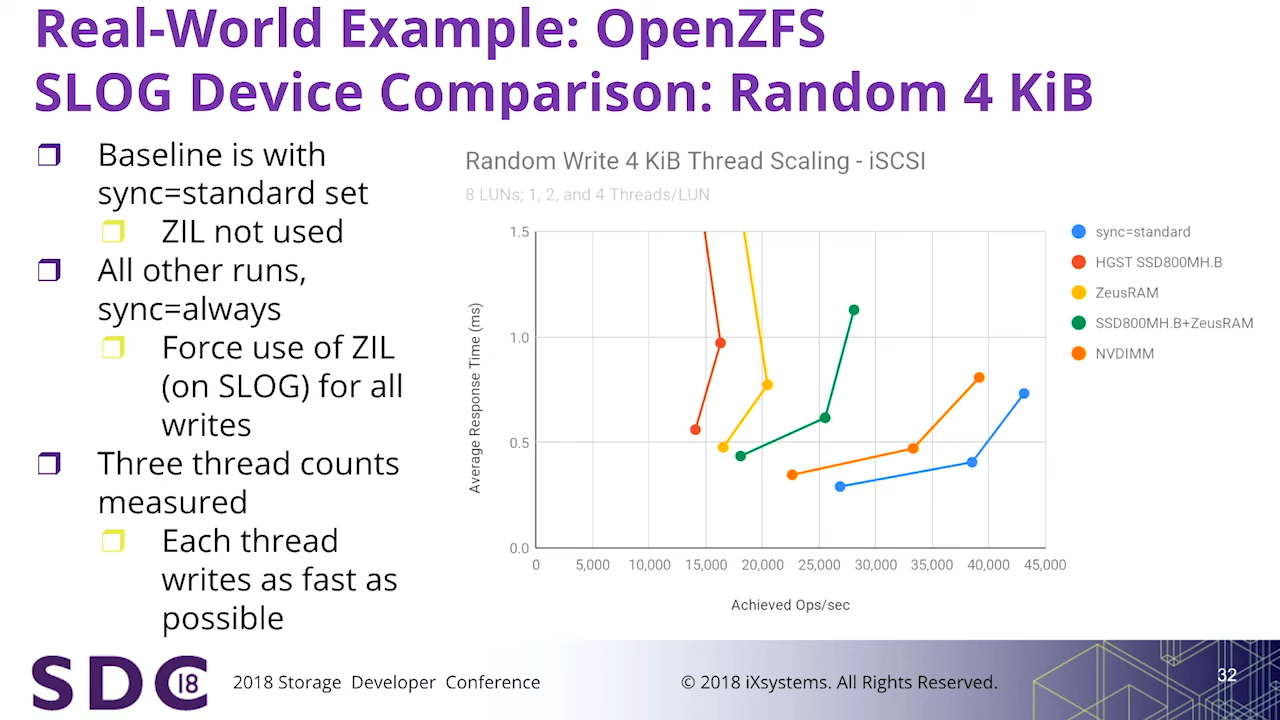 Real-World Example: OpenZFS
SLOG Device Comparison: Random 4 KiB
Baseline is with
sync=standard set
ZIL not used
All other runs,
sync=always
Force use of ZIL
(on SLOG) for all
writes
Three thread counts
measured
Each thread
writes as fast as
possible
Random Write 4 KiB Thread Scaling - iSCSI
8 LUNs; 1, 2, and 4 Threads/LUN
Average Response Time (ms)
1.5
1.0
0.5
0.0
0 5,000 10,000 15,000 20,000 25,000 30,000 35,000 40,000 45,000
Achieved Ops/sec
sync=standard
HGST SSD800MH.B
ZeusRAM
SSD800MH.B+ZeusRAM
NVDIMM
SDC 18
2018 Storage Developer Conference
© 2018 iXsystems. All Rights Reserved.
32